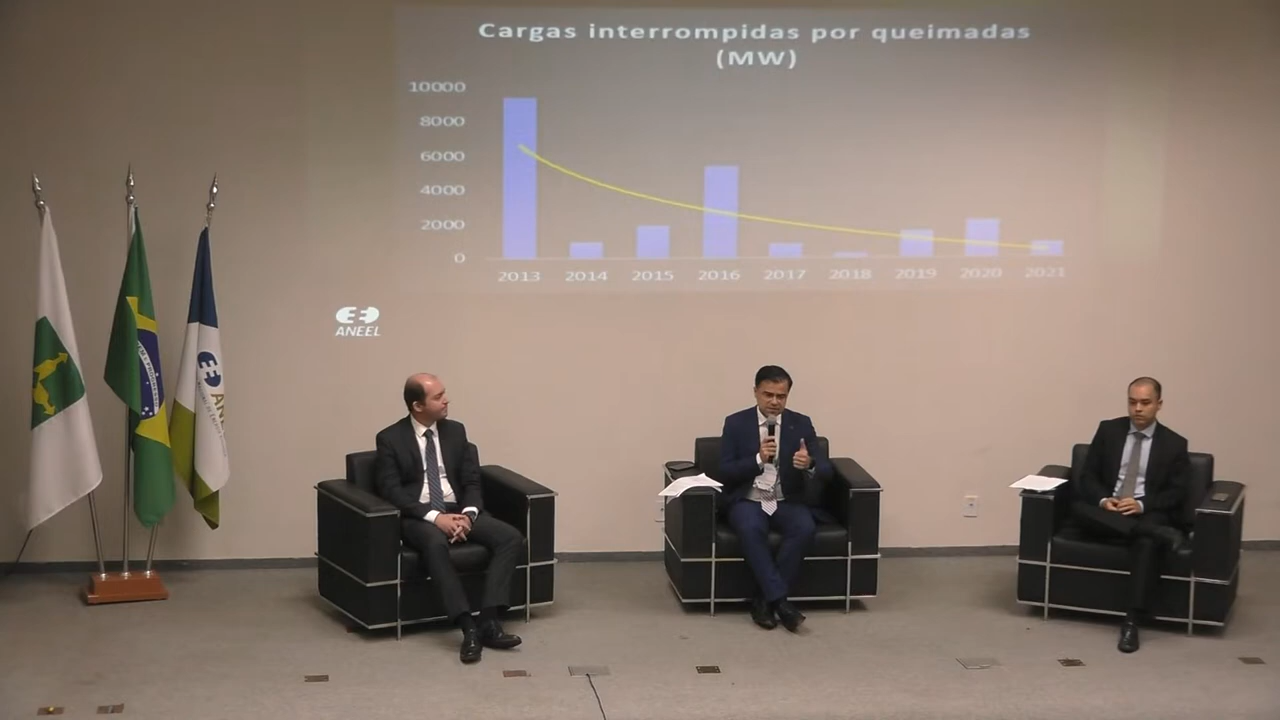 Cargas interrompidas por queimadas
(MW)
10000
8000
6000
4000
2000
0
2013 2014 2015 2016 2017 2018 2019 2020 2021
ANEEL